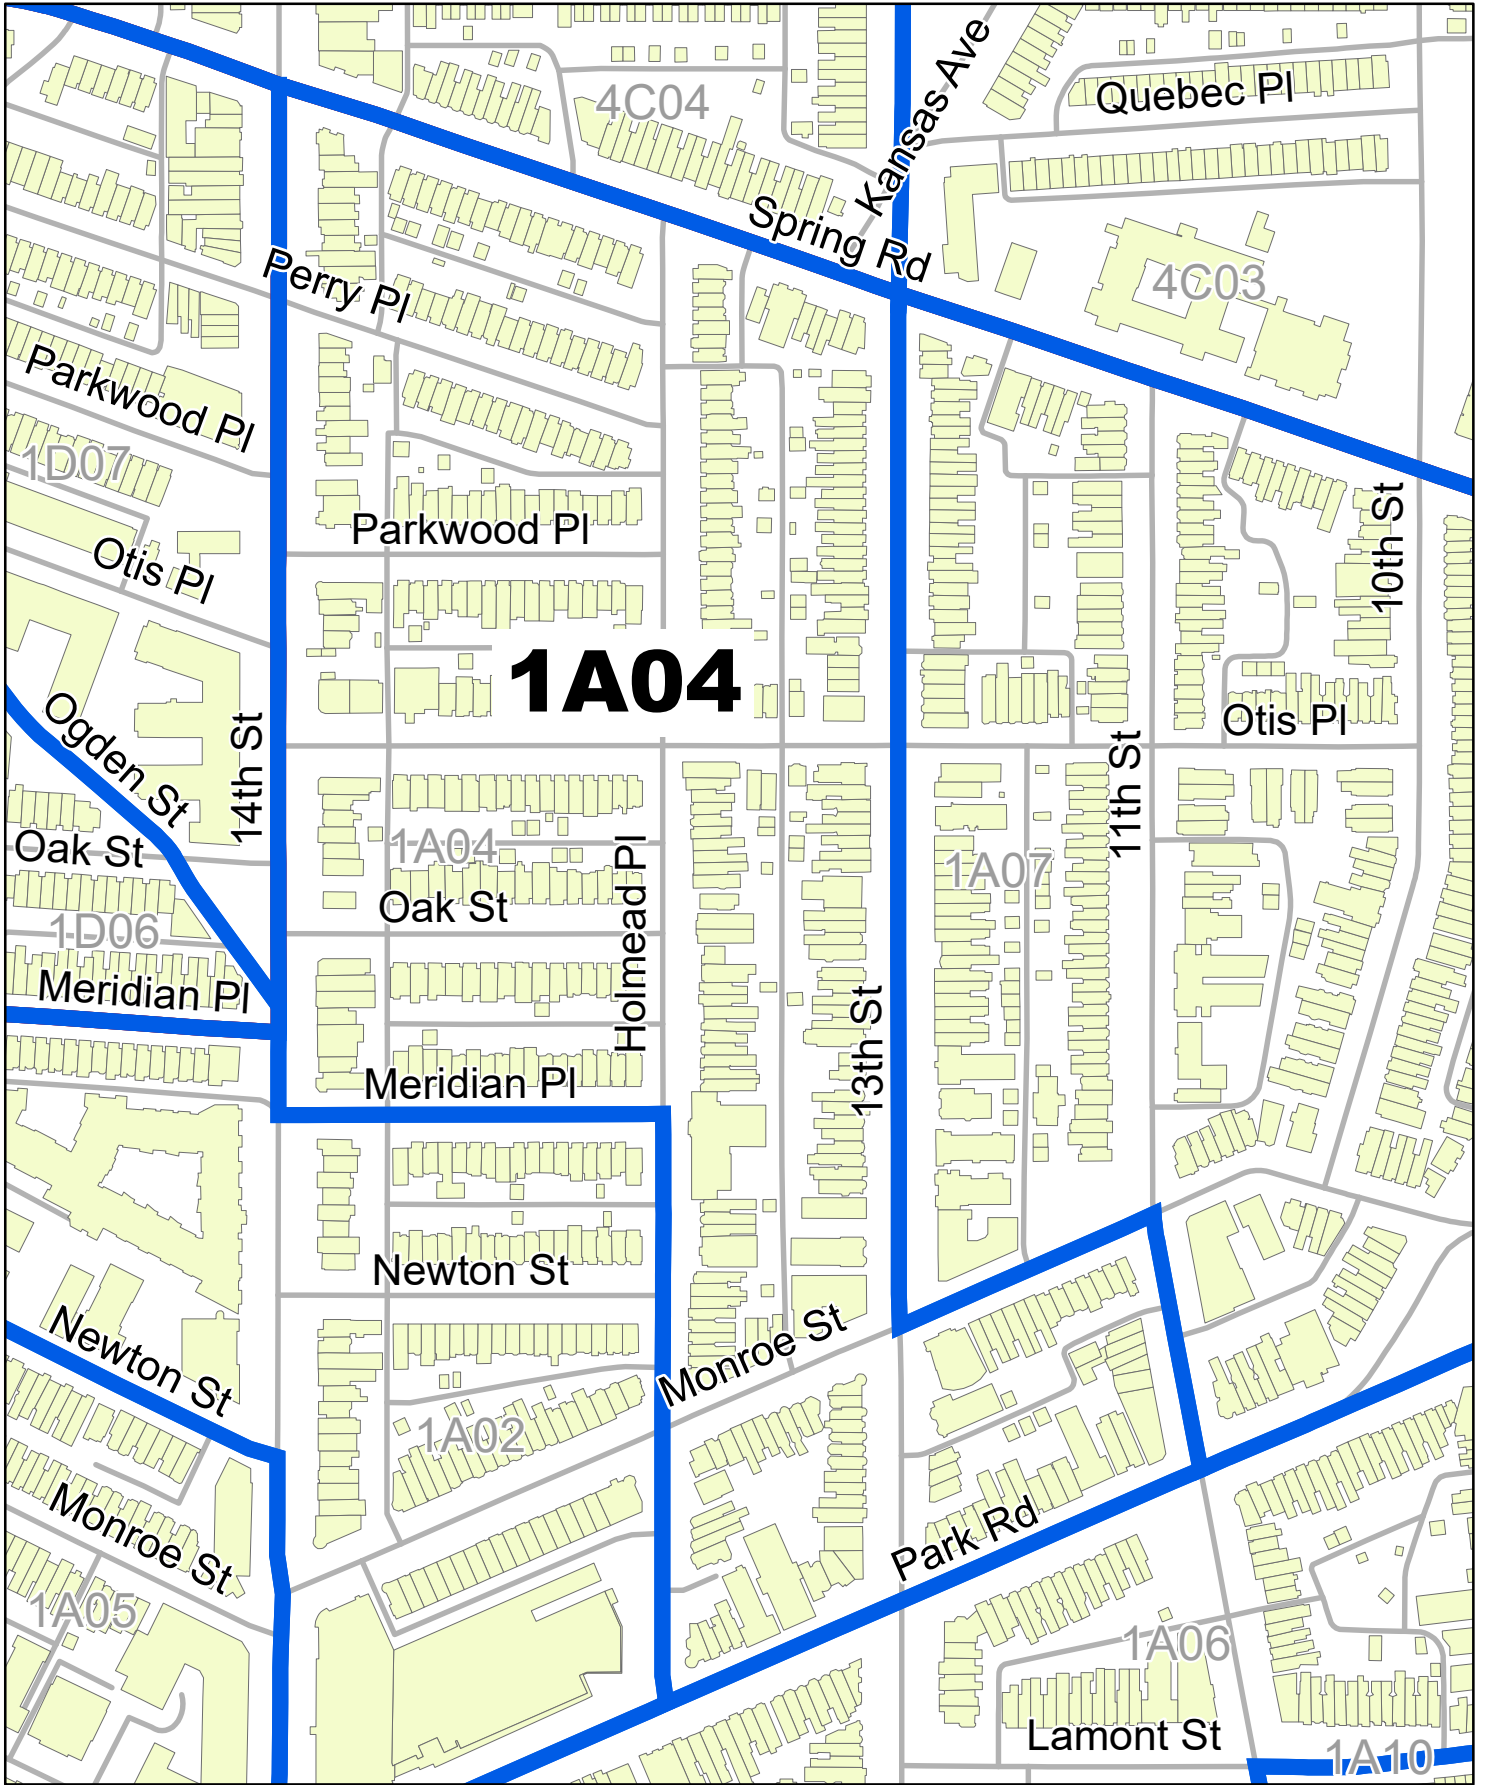 Kansas Ave
Quebec Pl
4C04
Spring Rd
Perry Pl
4C03
Parkwood Pl
1D07
10th St
Parkwood Pl
Otis Pl
1A04
Ogden St
14th St
Otis Pl
11th St
Oak St
1A04
Holmead Pl
1A07
Oak St
1D06
Meridian Pl
13th St
Meridian Pl
Newton St
Newton St
Monroe St
1A02
Monroe St
Park Rd
1A05
1A06
Lamont St
1A10